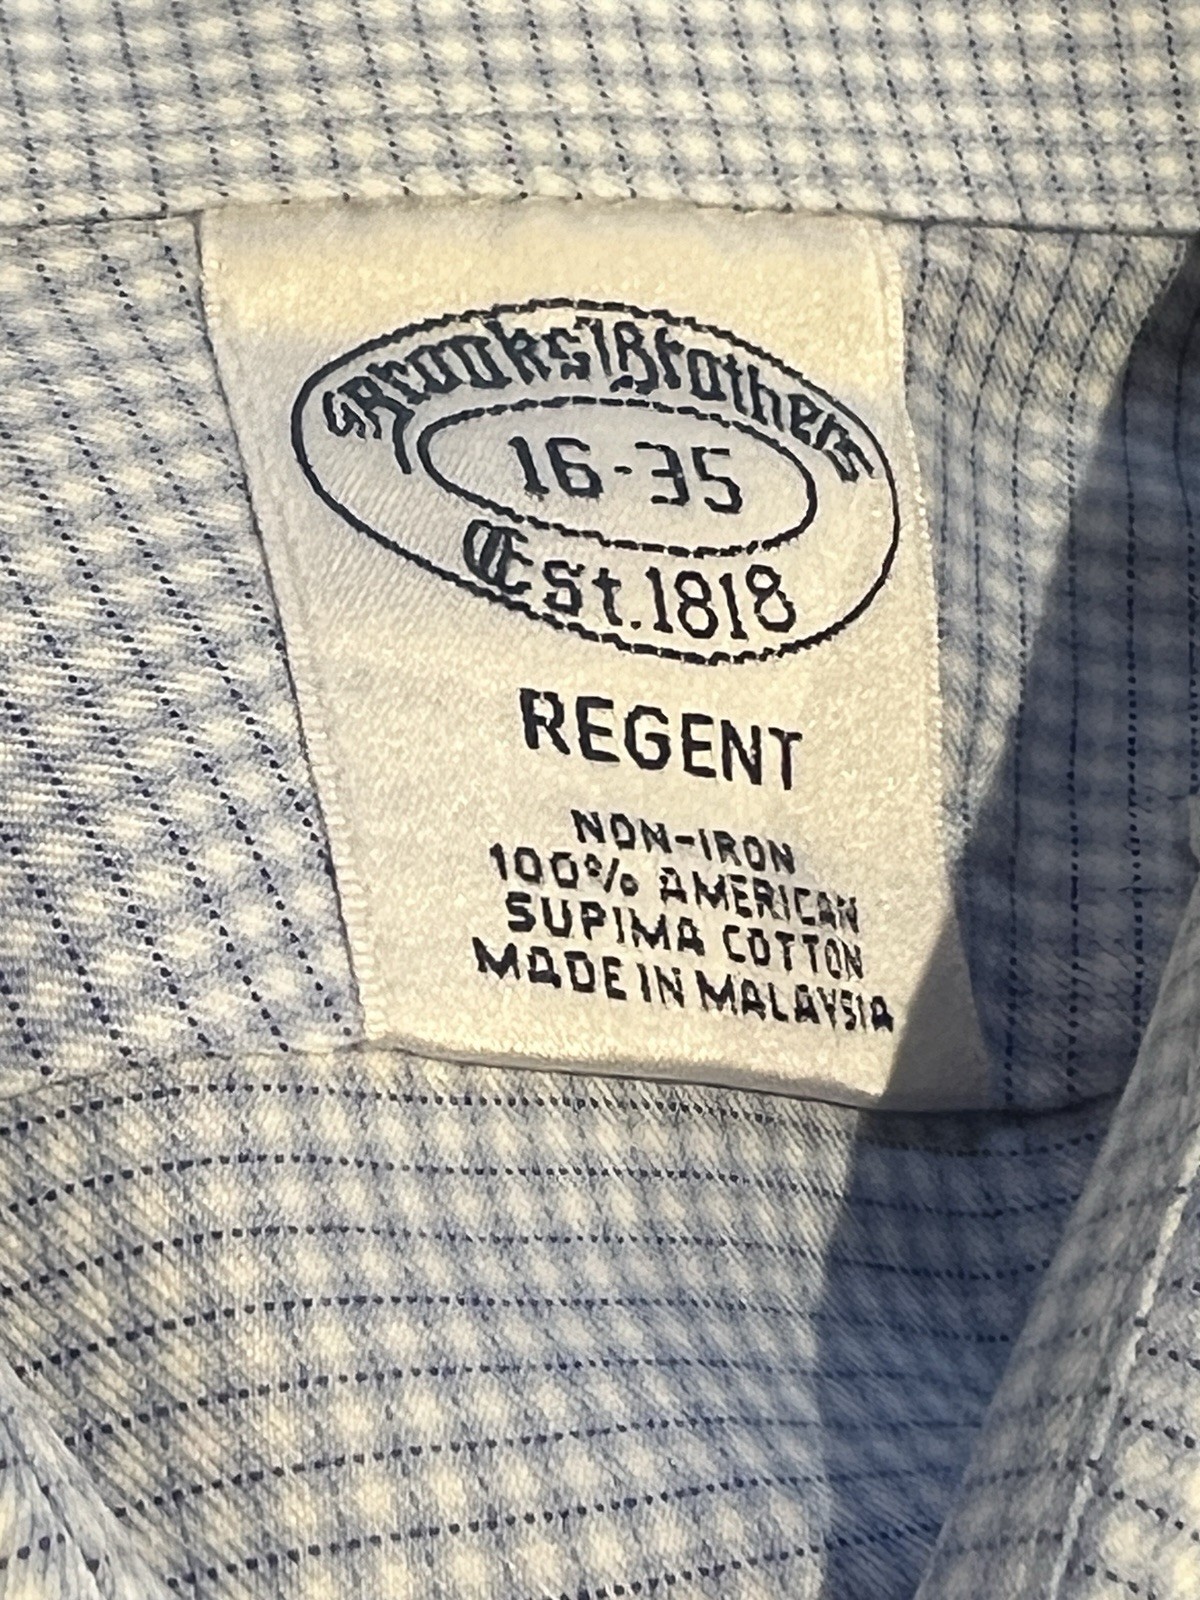 Brooks Brothers
16-35
Est. 1818
REGENT
NON-IRON
100% AMERICAN
SUPIMA COTTON
MADE IN MALAYSIA